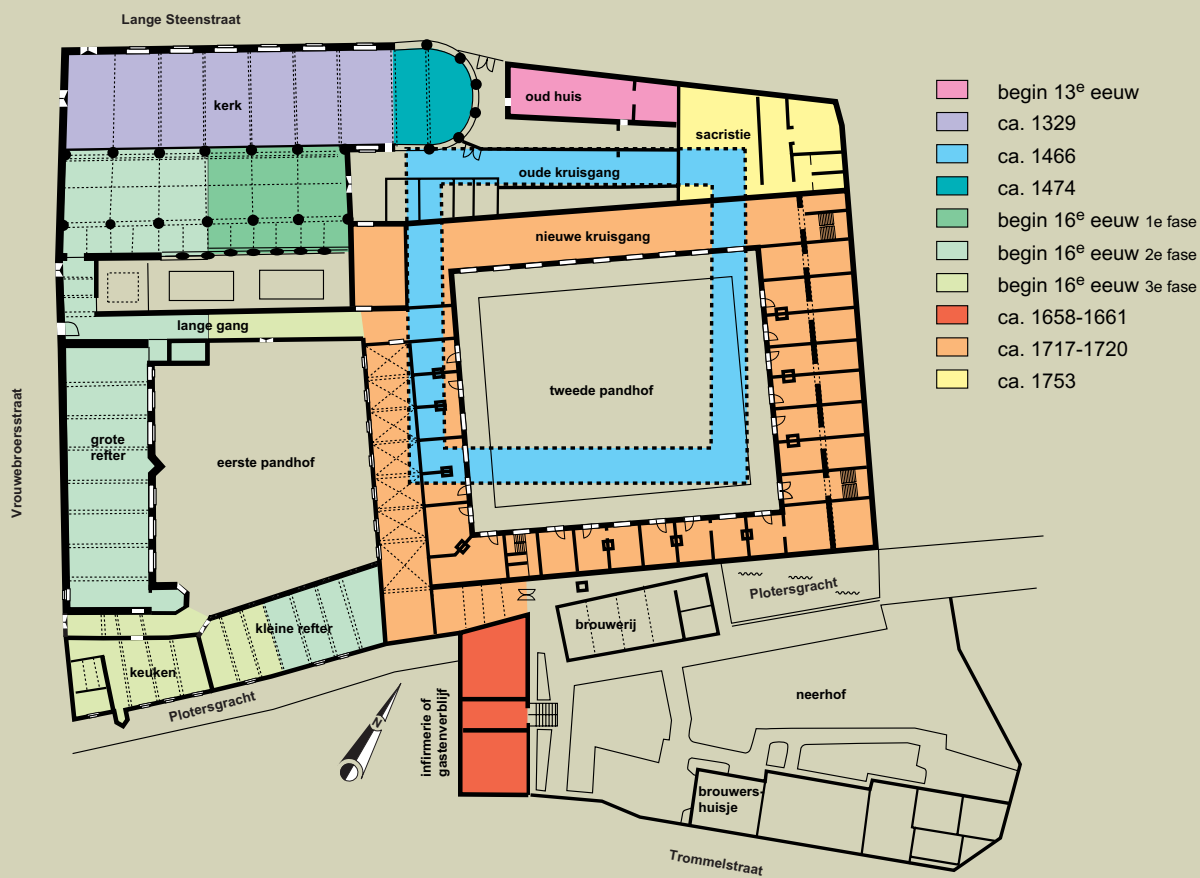 Lange Steenstraat
kerk
oud huis
sacristie
oude kruisgang
nieuwe kruisgang
lange gang
tweede pandhof
grote
refter
eerste pandhof
Vrouwebroersstraat
kleine refter
keuken
Plotersgracht
Plotersgracht
brouwerij
neerhof
infirmerie of
gastenverblijf
N
brouwers-
huisje
Trommelstraat
begin 13e eeuw
ca. 1329
ca. 1466
ca. 1474
begin 16e eeuw 1e fase
begin 16e eeuw 2e fase
begin 16e eeuw 3e fase
ca. 1658-1661
ca. 1717-1720
ca. 1753